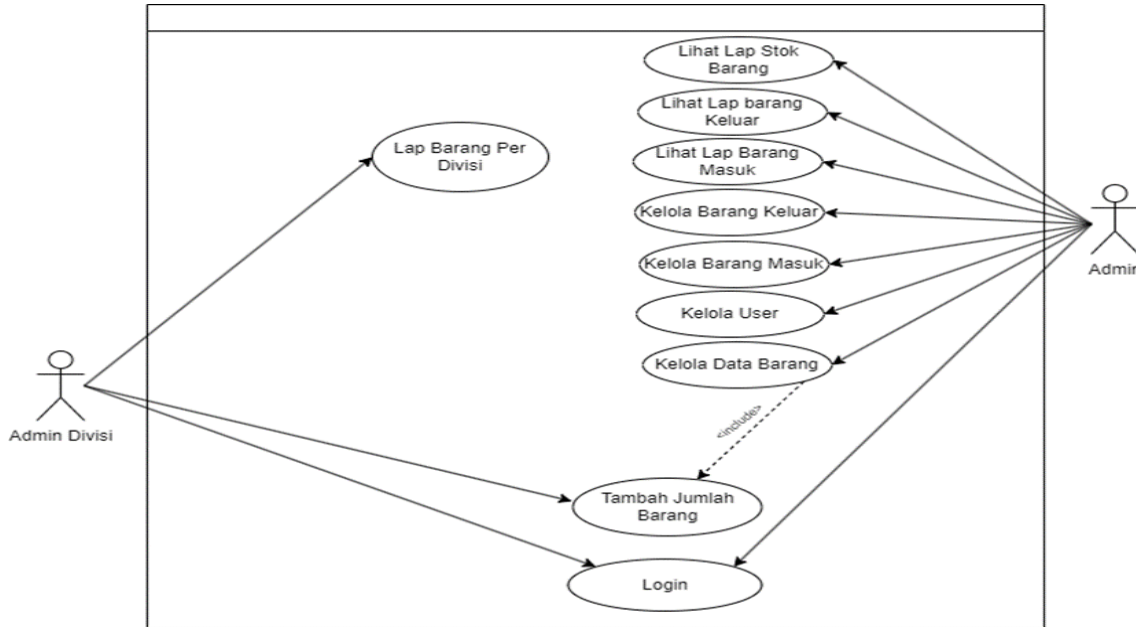 Lihat Lap Stok
Barang
Lihat Lap barang
Keluar
Lap Barang Per
Divisi
Lihat Lap Barang
Masuk
Kelola Barang Keluar
Kelola Barang Masuk
Kelola User
Kelola Data Barang
<include>
Tambah Jumlah
Barang
Login
Admin Divisi
Admin